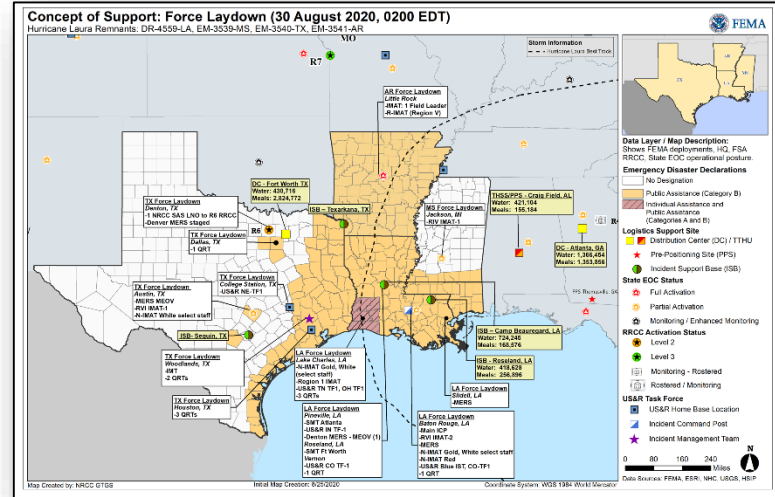 Concept of Support: Force Laydown (30 August 2020, 0200 EDT)
Hurricane Laura Remnants: DR-4559-LA, EM-3539-MS, EM-3540-TX, EM-3541-AR
FEMA
MO
R7
Storm Information
Hurricane Laura Best Track
AR Force Laydown
Little Rock
-IMAT: 1 Field Leader
-R-IMAT (Region V)
DC - Fort Worth TX
Water: 430,716
Meals: 2,824,772
ISB - Texarkana, TX
THSS/PPS - Craig Field, AL
Water: 421,104
Meals: 155,184
TX Force Laydown
Denton, TX
-1 NRCC SAS LNO to R6 RRCC
-Denver MERS staged
R6
MS Force Laydown
Jackson, MI
-RIV IMAT-1
TX Force Laydown
Dallas, TX
-1 QRT
DC - Atlanta, GA
Water: 1,366,454
Meals: 1,353,856
TX Force Laydown
College Station, TX
-US&R NE-TF1
TX Force Laydown
Austin, TX
-MERS MEOV
-RVI IMAT-1
-N-IMAT White select staff
PPS-Thomasville, GA
ISB- Seguin, TX
TX Force Laydown
Woodlands, TX
-IMT
-2 QRTs
TX Force Laydown
Houston, TX
-3 QRTs
LA Force Laydown
Lake Charles, LA
-N-IMAT Gold, White
(select staff)
-Region 1 IMAT
-US&R TN TF1, OH TF1
-3 QRTs
ISB - Camp Beauregard, LA
Water: 724,245
Meals: 168,576
ISB - Roseland, LA
Water: 418,628
Meals: 256,896
LA Force Laydown
Slidell, LA
-MERS
LA Force Laydown
Pineville, LA
-SMT Atlanta
-US&R IN TF-1
-Denton MERS - MEOV (1)
Roseland, LA
-SMT Ft Worth
Vernon
-US&R CO TF-1
-1 QRT
LA Force Laydown
Baton Rouge, LA
-Main ICP
-RVI IMAT-2
-MERS
-N-IMAT Gold, White select staff
-N-IMAT Red
-US&R Blue IST, CO-TF1
-1 QRT
Data Layer / Map Description:
Shows FEMA deployments, HQ, FSA
RRCC, State EOC operational posture.
Emergency Disaster Declarations
No Designation
Public Assistance (Category B)
Individual Assistance and
Public Assistance
(Categories A and B)
Logistics Support Site
Distribution Center (DC) / TTHU
Pre-Positioning Site (PPS)
Incident Support Base (ISB)
State EOC Status
Full Activation
Partial Activation
Monitoring / Enhanced Monitoring
RRCC Activation Status
Level 2
Level 3
Monitoring - Rostered
Rostered / Monitoring
US&R Task Force
US&R Home Base Location
Incident Command Post
Incident Management Team
0 60 120 240
Miles
Data Sources: FEMA, ESRI, NHC, USGS, HSIP
Map Created by: NRCC GTGS
Initial Map Creation: 8/25/2020
Coordinate System: WGS 1984 World Mercator